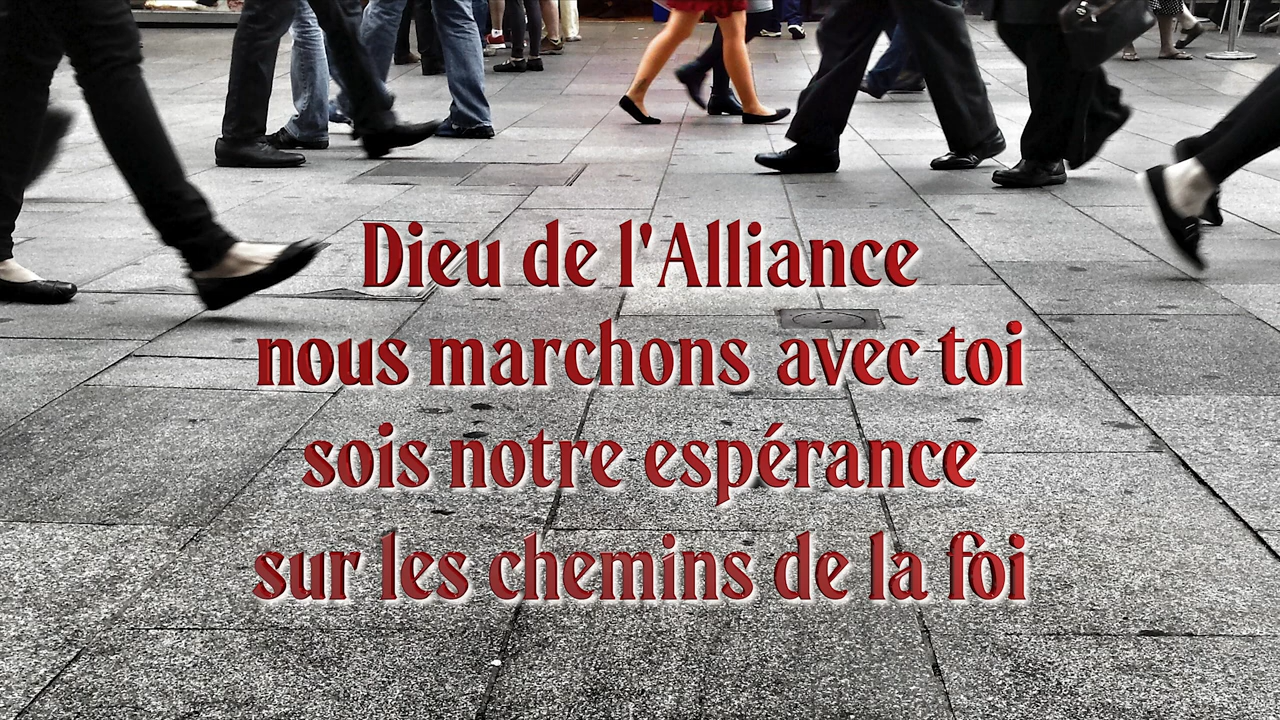 Dieu de l'Alliance
nous marchons avec toi
sois notre espérance
sur les chemins de la foi